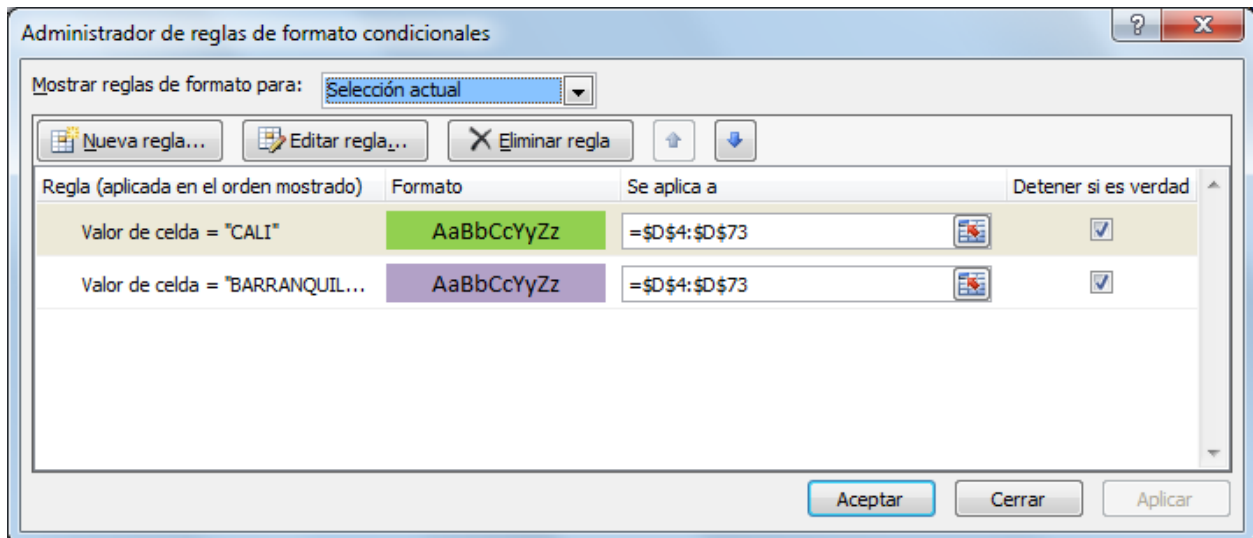 Administrador de reglas de formato condicionales
Mostrar reglas de formato para: Selección actual
Nueva regla... Editar regla... Eliminar regla
Regla (aplicada en el orden mostrado) Formato Se aplica a Detener si es verdad
Valor de celda = "CALI" AaBbCcYyZz =$D$4:$D$73
Valor de celda = "BARRANQUIL... AaBbCcYyZz =$D$4:$D$73
Aceptar Cerrar Aplicar